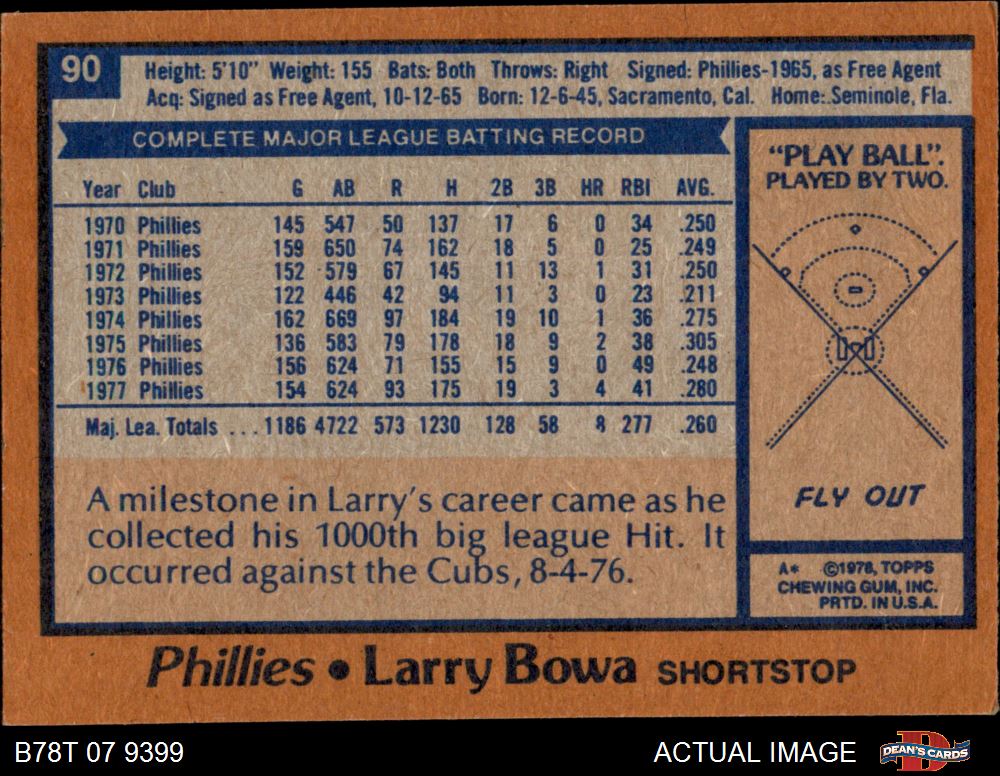 90
Height: 5'10" Weight: 155 Bats: Both Throws: Right Signed: Phillies-1965, as Free Agent
Acq: Signed as Free Agent, 10-12-65 Born: 12-6-45, Sacramento, Cal. Home: Seminole, Fla.
COMPLETE MAJOR LEAGUE BATTING RECORD
Year Club G AB R H 2B 3B HR RBI AVG.
1970 Phillies 145 547 50 137 17 6 0 34 .250
1971 Phillies 159 650 74 162 18 5 0 25 .249
1972 Phillies 152 579 67 145 11 13 1 31 .250
1973 Phillies 122 446 42 94 11 3 0 23 .211
1974 Phillies 162 669 97 184 19 10 1 36 .275
1975 Phillies 136 583 79 178 18 9 2 38 .305
1976 Phillies 156 624 71 155 15 9 0 49 .248
1977 Phillies 154 624 93 175 19 3 4 41 .280
Maj. Lea. Totals ... 1186 4722 573 1230 128 58 8 277 .260
A milestone in Larry's career came as he
collected his 1000th big league Hit. It
occurred against the Cubs, 8-4-76.
"PLAY BALL".
PLAYED BY TWO.
FLY OUT
A* ©1978, TOPPS
CHEWING GUM, INC.
PRTD. IN U.S.A.
Phillies • Larry Bowa SHORTSTOP
B78T 07 9399
ACTUAL IMAGE
DEAN'S CARDS